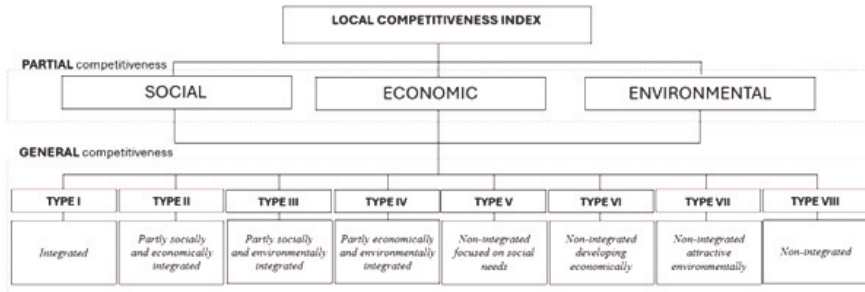 LOCAL COMPETITIVENESS INDEX
PARTIAL competitiveness
SOCIAL
ECONOMIC
ENVIRONMENTAL
GENERAL competitiveness
TYPE I
TYPE II
TYPE III
TYPE IV
TYPE V
TYPE VI
TYPE VII
TYPE VIII
Integrated
Partly socially
and economically
integrated
Partly socially
and environmentally
integrated
Partly economically
and environmentally
integrated
Non-integrated
focused on social
needs
Non-integrated
developing
economically
Non-integrated
attractive
environmentally
Non-integrated